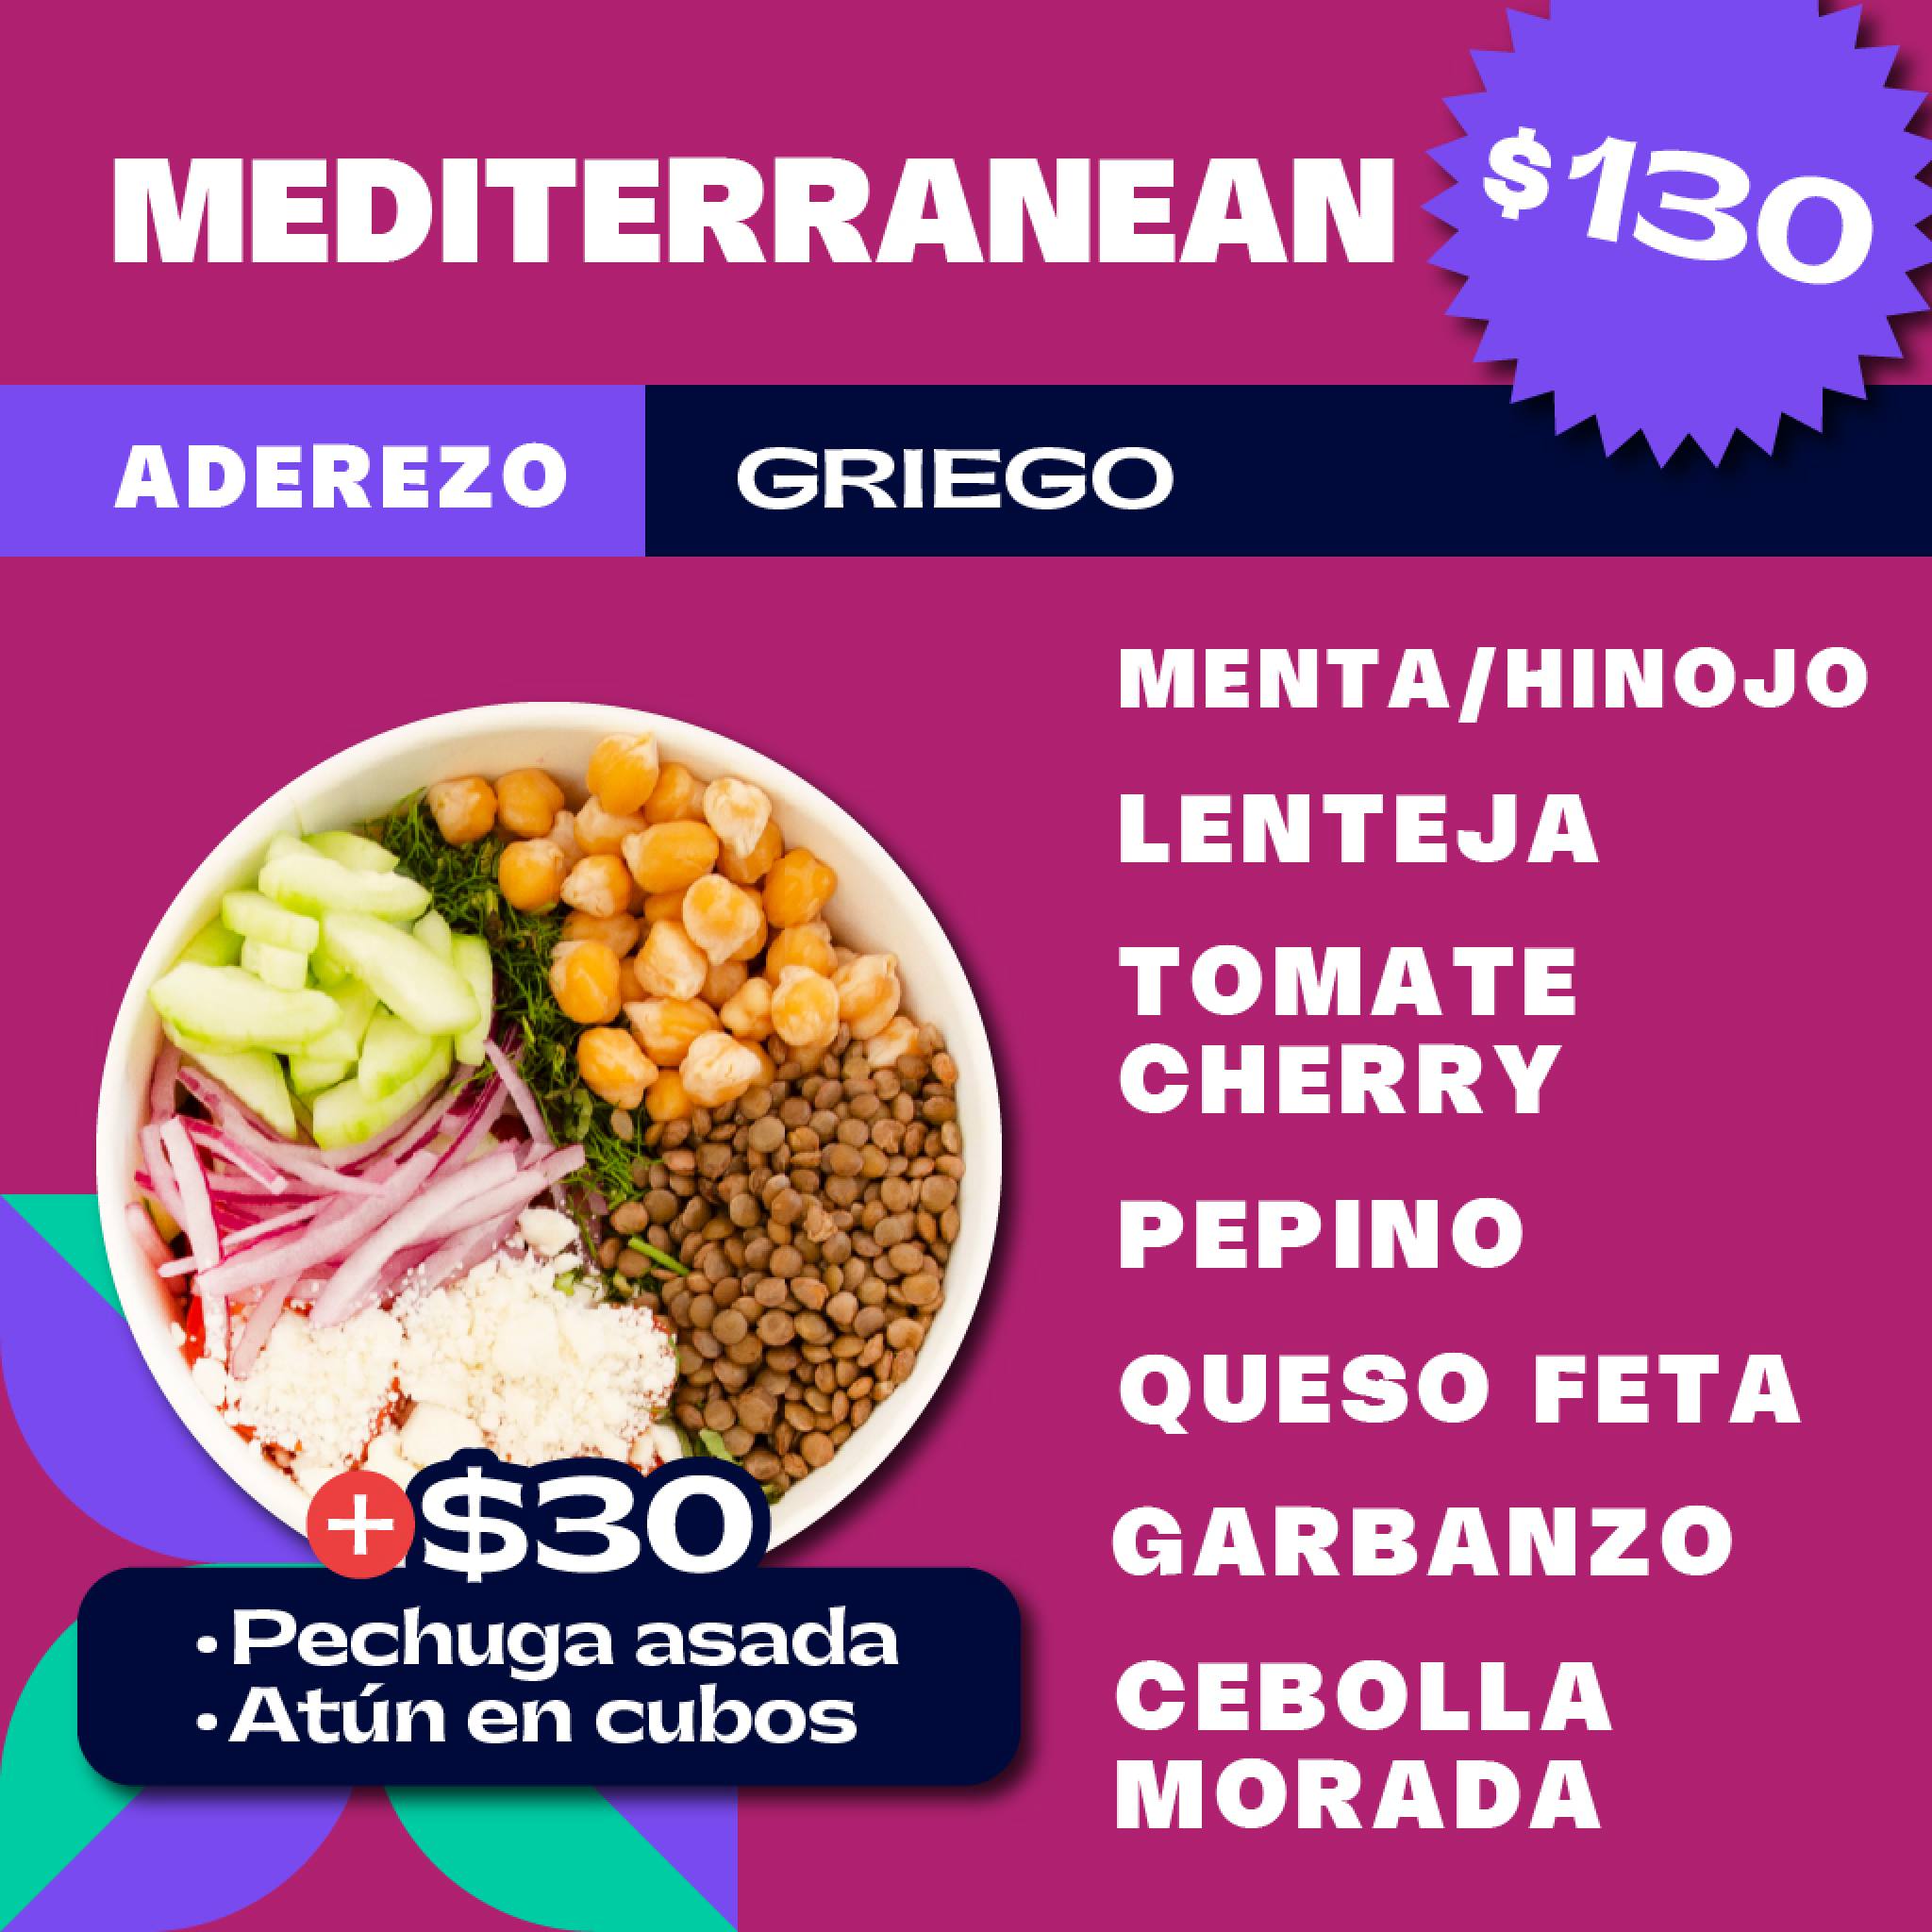 MEDITERRANEAN
$130
ADEREZO
GRIEGO
MENTA/HINOJO
LENTEJA
TOMATE
CHERRY
PEPINO
QUESO FETA
GARBANZO
CEBOLLA
MORADA
+$30
•Pechuga asada
•Atún en cubos